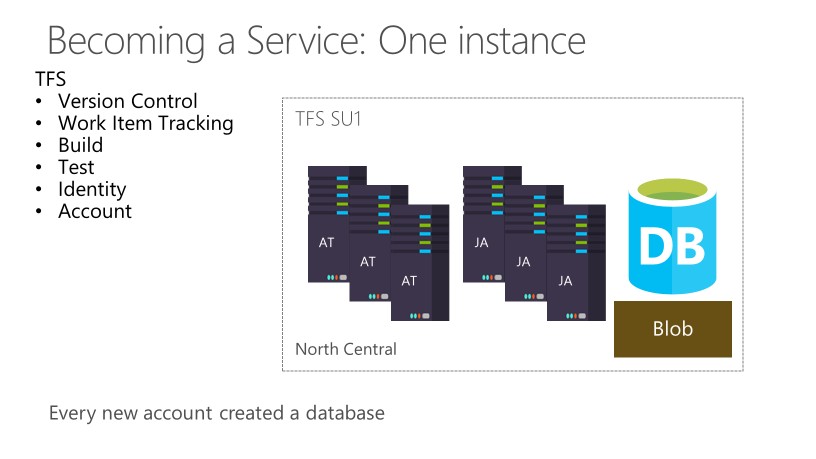 Becoming a Service: One instance
TFS
• Version Control
• Work Item Tracking
• Build
• Test
• Identity
• Account
TFS SU1
AT
AT
AT
JA
JA
JA
DB
Blob
North Central
Every new account created a database